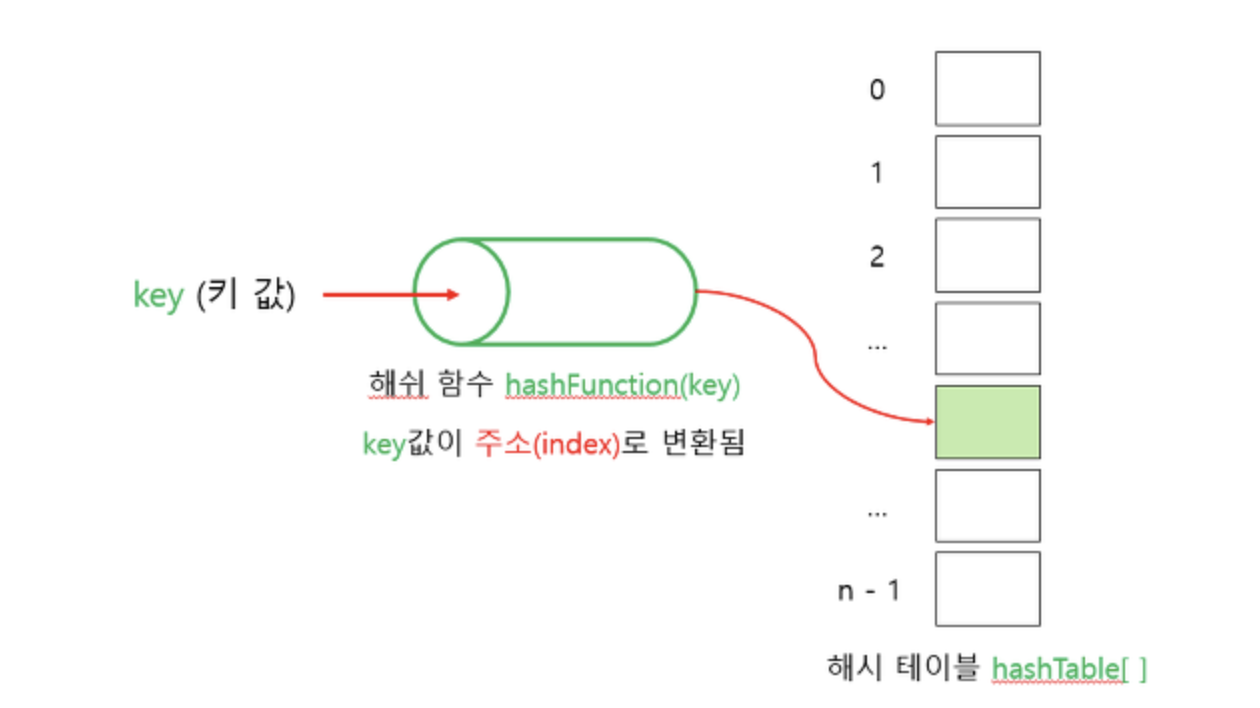 0
1
2
key (키 값)
...
해쉬 함수 hashFunction(key)
key값이 주소(index)로 변환됨
...
n - 1
해시 테이블 hashTable[ ]